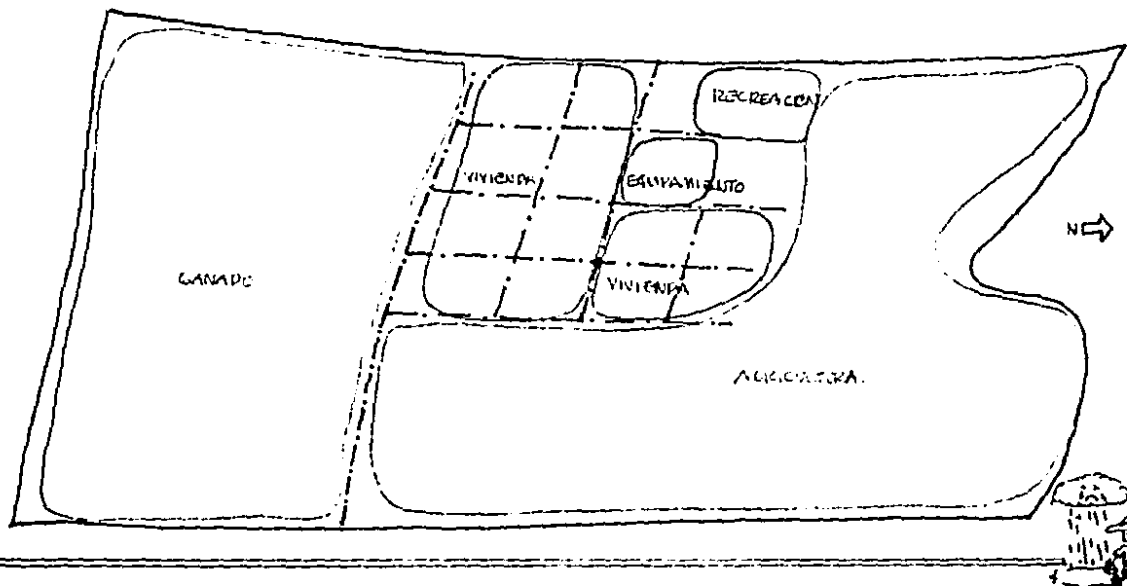 RECREACION
VIVIENDA
EQUIPAMIENTO
N
GANADO
VIVIENDA
AGRICULTURA.